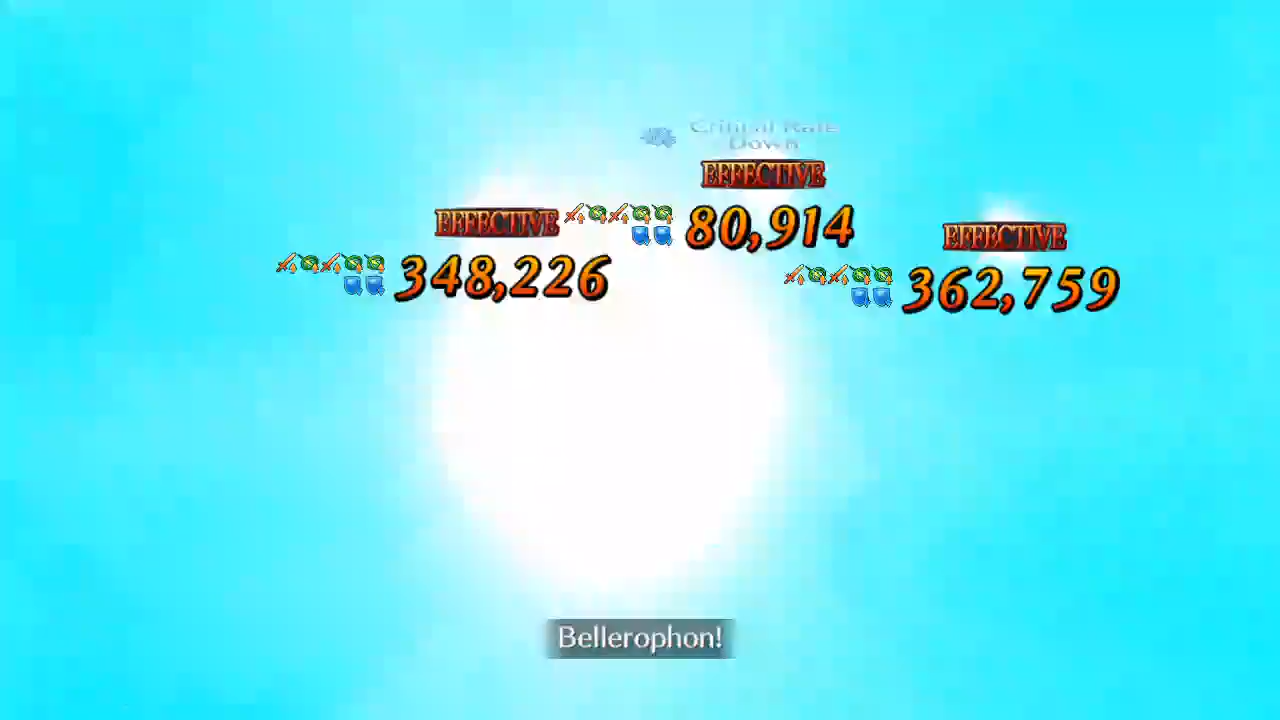 Critical Rate
Down
EFFECTIVE
80,914
EFFECTIVE
348,226
EFFECTIVE
362,759
Bellerophon!